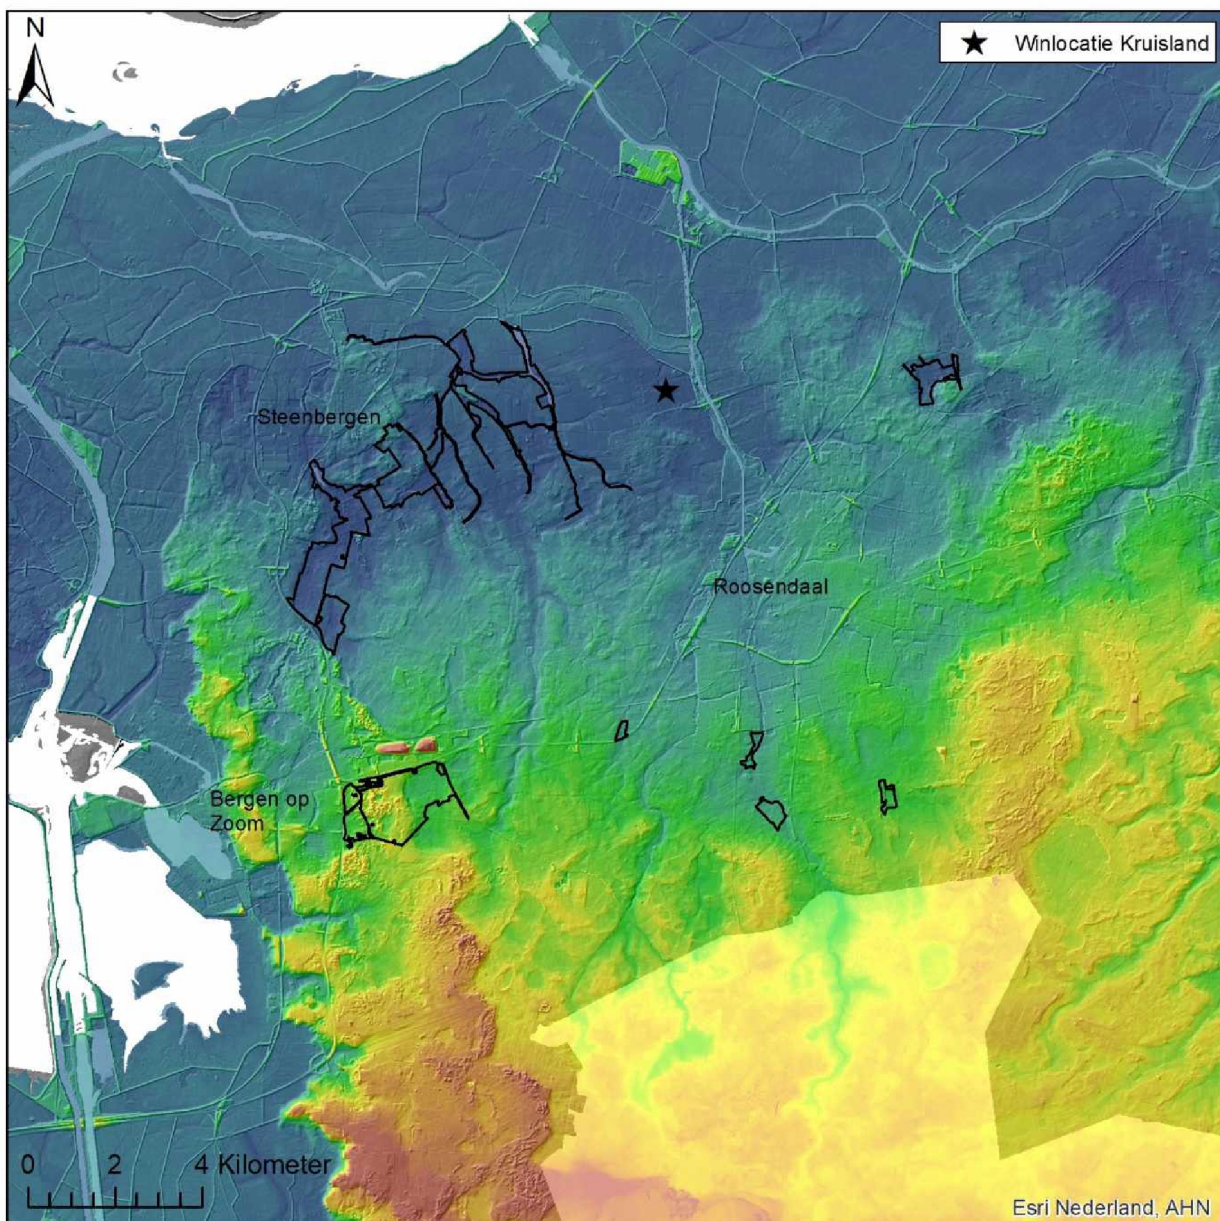 N
Winlocatie Kruisland
Steenbergen
Roosendaal
Bergen op
Zoom
0 2 4 Kilometer
Esri Nederland, AHN